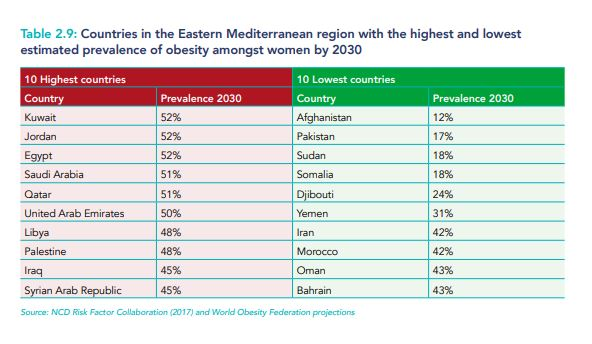 Table 2.9: Countries in the Eastern Mediterranean region with the highest and lowest
estimated prevalence of obesity amongst women by 2030
10 Highest countries 10 Lowest countries
Country Prevalence 2030 Country Prevalence 2030
Kuwait 52% Afghanistan 12%
Jordan 52% Pakistan 17%
Egypt 52% Sudan 18%
Saudi Arabia 51% Somalia 18%
Qatar 51% Djibouti 24%
United Arab Emirates 50% Yemen 31%
Libya 48% Iran 42%
Palestine 48% Morocco 42%
Iraq 45% Oman 43%
Syrian Arab Republic 45% Bahrain 43%
Source: NCD Risk Factor Collaboration (2017) and World Obesity Federation projections